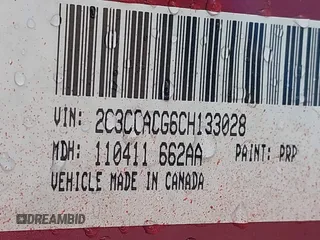 VIN: 2C3CCACG6CH133028
MDH: 110411 662AA PAINT: PRP
VEHICLE MADE IN CANADA
DREAMBID